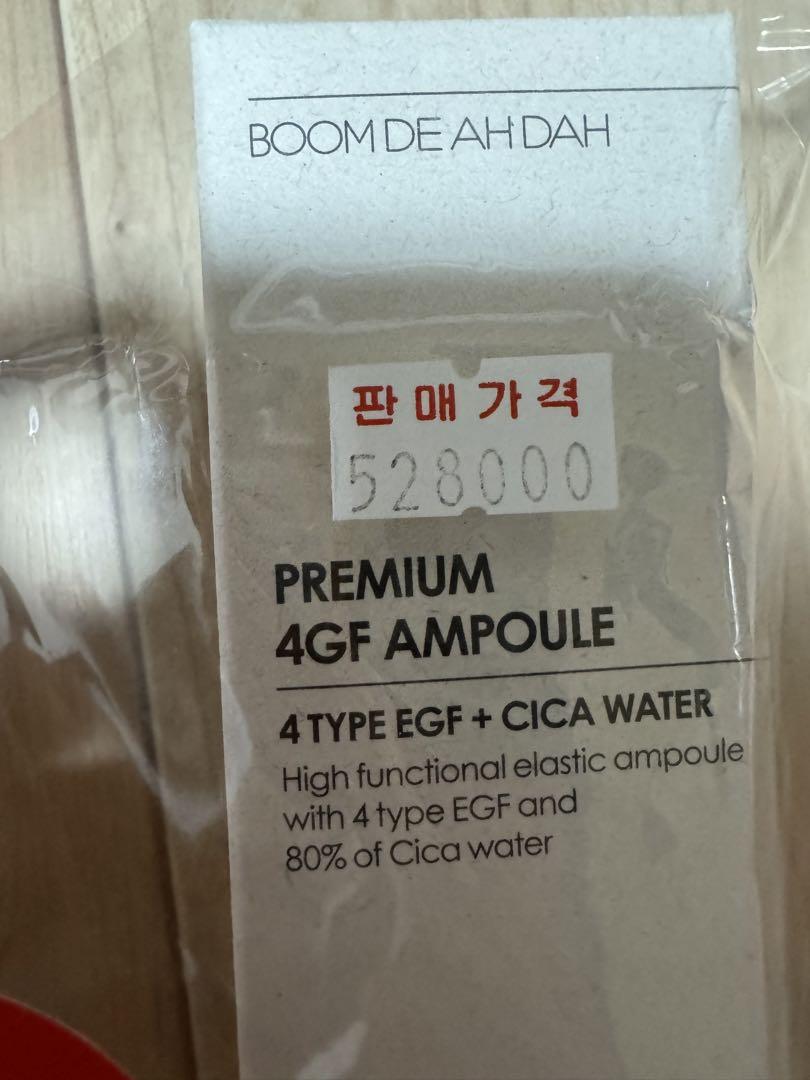 BOOM DE AH DAH
판매가격
528000
PREMIUM
4GF AMPOULE
4 TYPE EGF + CICA WATER
High functional elastic ampoule
with 4 type EGF and
80% of Cica water